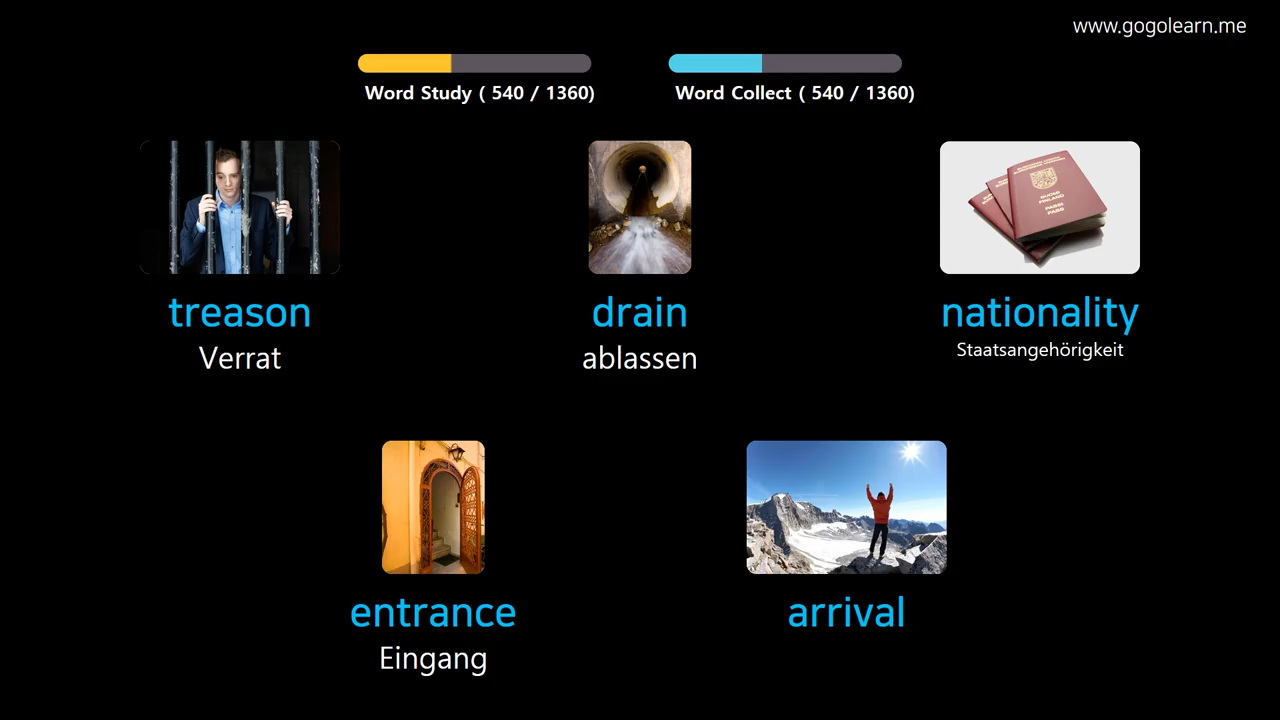 www.gogolearn.me
Word Study ( 540 / 1360)
Word Collect ( 540 / 1360)
treason
Verrat
drain
ablassen
nationality
Staatsangehörigkeit
entrance
Eingang
arrival